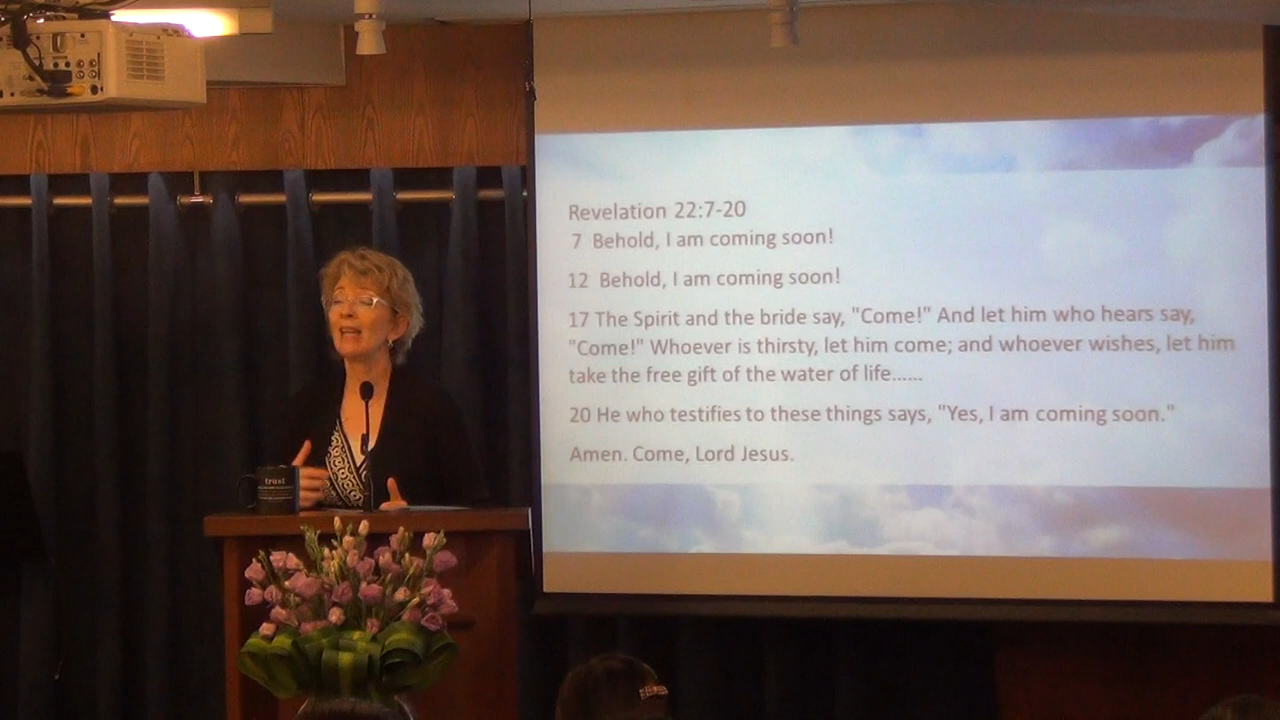 Revelation 22:7-20
7 Behold, I am coming soon!
12 Behold, I am coming soon!
17 The Spirit and the bride say, "Come!" And let him who hears say,
"Come!" Whoever is thirsty, let him come; and whoever wishes, let him
take the free gift of the water of life......
20 He who testifies to these things says, "Yes, I am coming soon."
Amen. Come, Lord Jesus.
trust